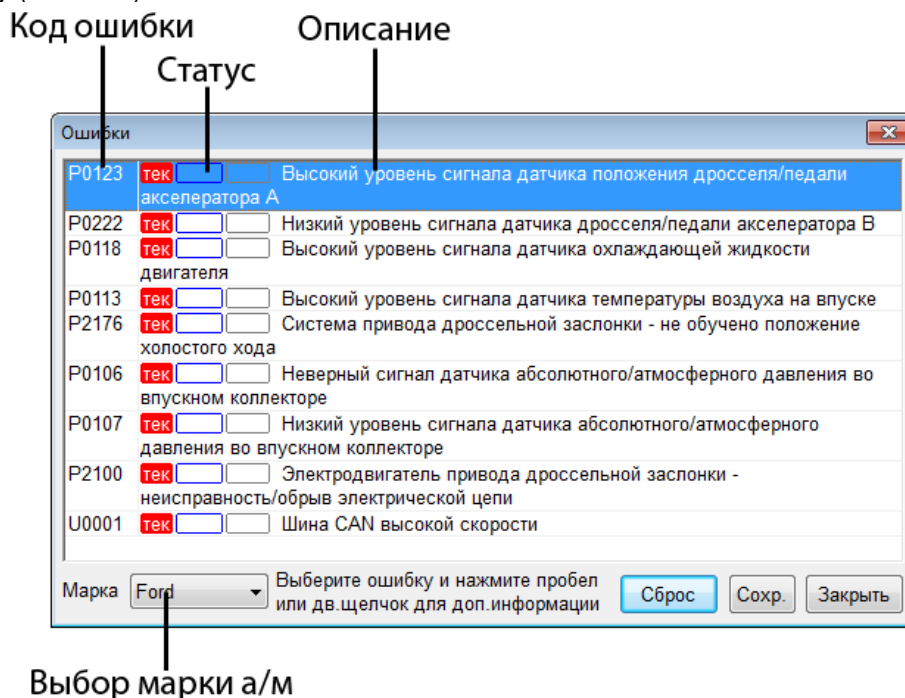 Код ошибки
Описание
Статус
Ошибки
P0123 тек Высокий уровень сигнала датчика положения дросселя/педали
акселератора А
P0222 тек Низкий уровень сигнала датчика дросселя/педали акселератора В
P0118 тек Высокий уровень сигнала датчика охлаждающей жидкости
двигателя
P0113 тек Высокий уровень сигнала датчика температуры воздуха на впуске
P2176 тек Система привода дроссельной заслонки - не обучено положение
холостого хода
P0106 тек Неверный сигнал датчика абсолютного/атмосферного давления во
впускном коллекторе
P0107 тек Низкий уровень сигнала датчика абсолютного/атмосферного
давления во впускном коллекторе
P2100 тек Электродвигатель привода дроссельной заслонки -
неисправность/обрыв электрической цепи
U0001 тек Шина CAN высокой скорости
Марка Ford Выберите ошибку и нажмите пробел
или дв.щелчок для доп.информации Сброс Сохр. Закрыть
Выбор марки а/м